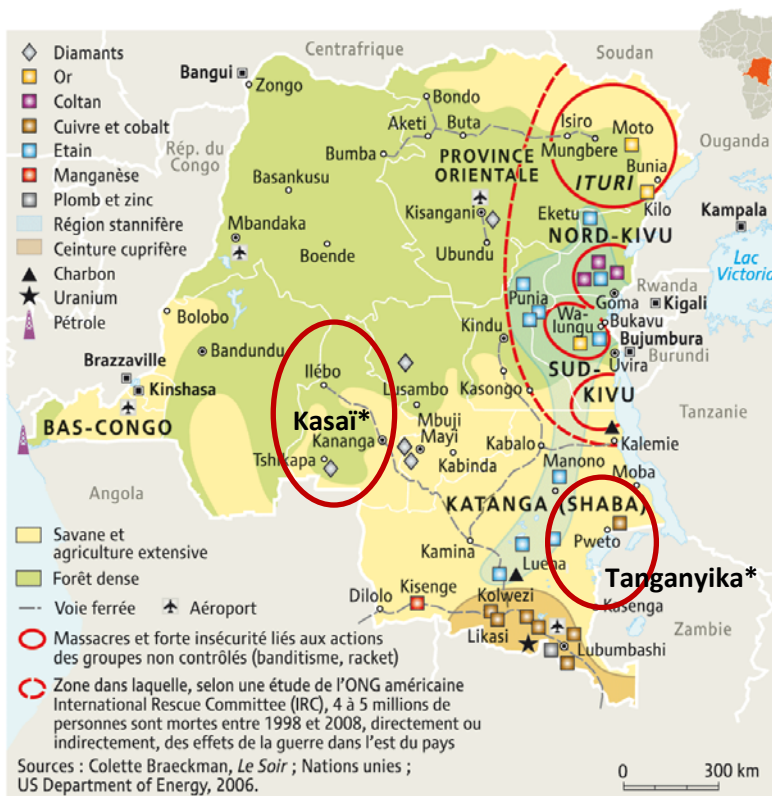 Diamants
Or
Coltan
Cuivre et cobalt
Etain
Manganèse
Plomb et zinc
Région stannifère
Ceinture cuprifère
Charbon
Uranium
Pétrole
Centrafrique
Soudan
Bangui
Zongo
Rép. du
Congo
Bondo
Aketi
Buta
Isiro
Moto
Bumba
Mungbere
Ouganda
PROVINCE
ORIENTALE
Bunia
ITURI
Basankusu
Kisangani
Eketu
Kilo
Mbandaka
NORD-KIVU
Kampala
Boende
Ubundu
Lac
Victoria
Rwanda
Punia
Goma
Kigali
Bolobo
Wa-
lungu
Bukavu
Kindu
Bujumbura
Bandundu
Uvira
Burundi
Brazzaville
Ilébo
SUD-
KIVU
Kinshasa
Lusambo
Kasongo
Tanzanie
BAS-CONGO
Kasaï*
Mbuji
Mayi
Kananga
Kabalo
Kalemie
Tshikapa
Kabinda
Manono
Moba
Angola
KATANGA (SHABA)
Pweto
Kamina
Luena
Tanganyika*
Dilolo
Kisenge
Kolwezi
Kasenga
Likasi
Lubumbashi
Zambie
Savane et
agriculture extensive
Forêt dense
Voie ferrée
Aéroport
Massacres et forte insécurité liés aux actions
des groupes non contrôlés (banditisme, racket)
Zone dans laquelle, selon une étude de l'ONG américaine
International Rescue Committee (IRC), 4 à 5 millions de
personnes sont mortes entre 1998 et 2008, directement ou
indirectement, des effets de la guerre dans l'est du pays
Sources : Colette Braeckman, Le Soir ; Nations unies ;
US Department of Energy, 2006.
0 300 km